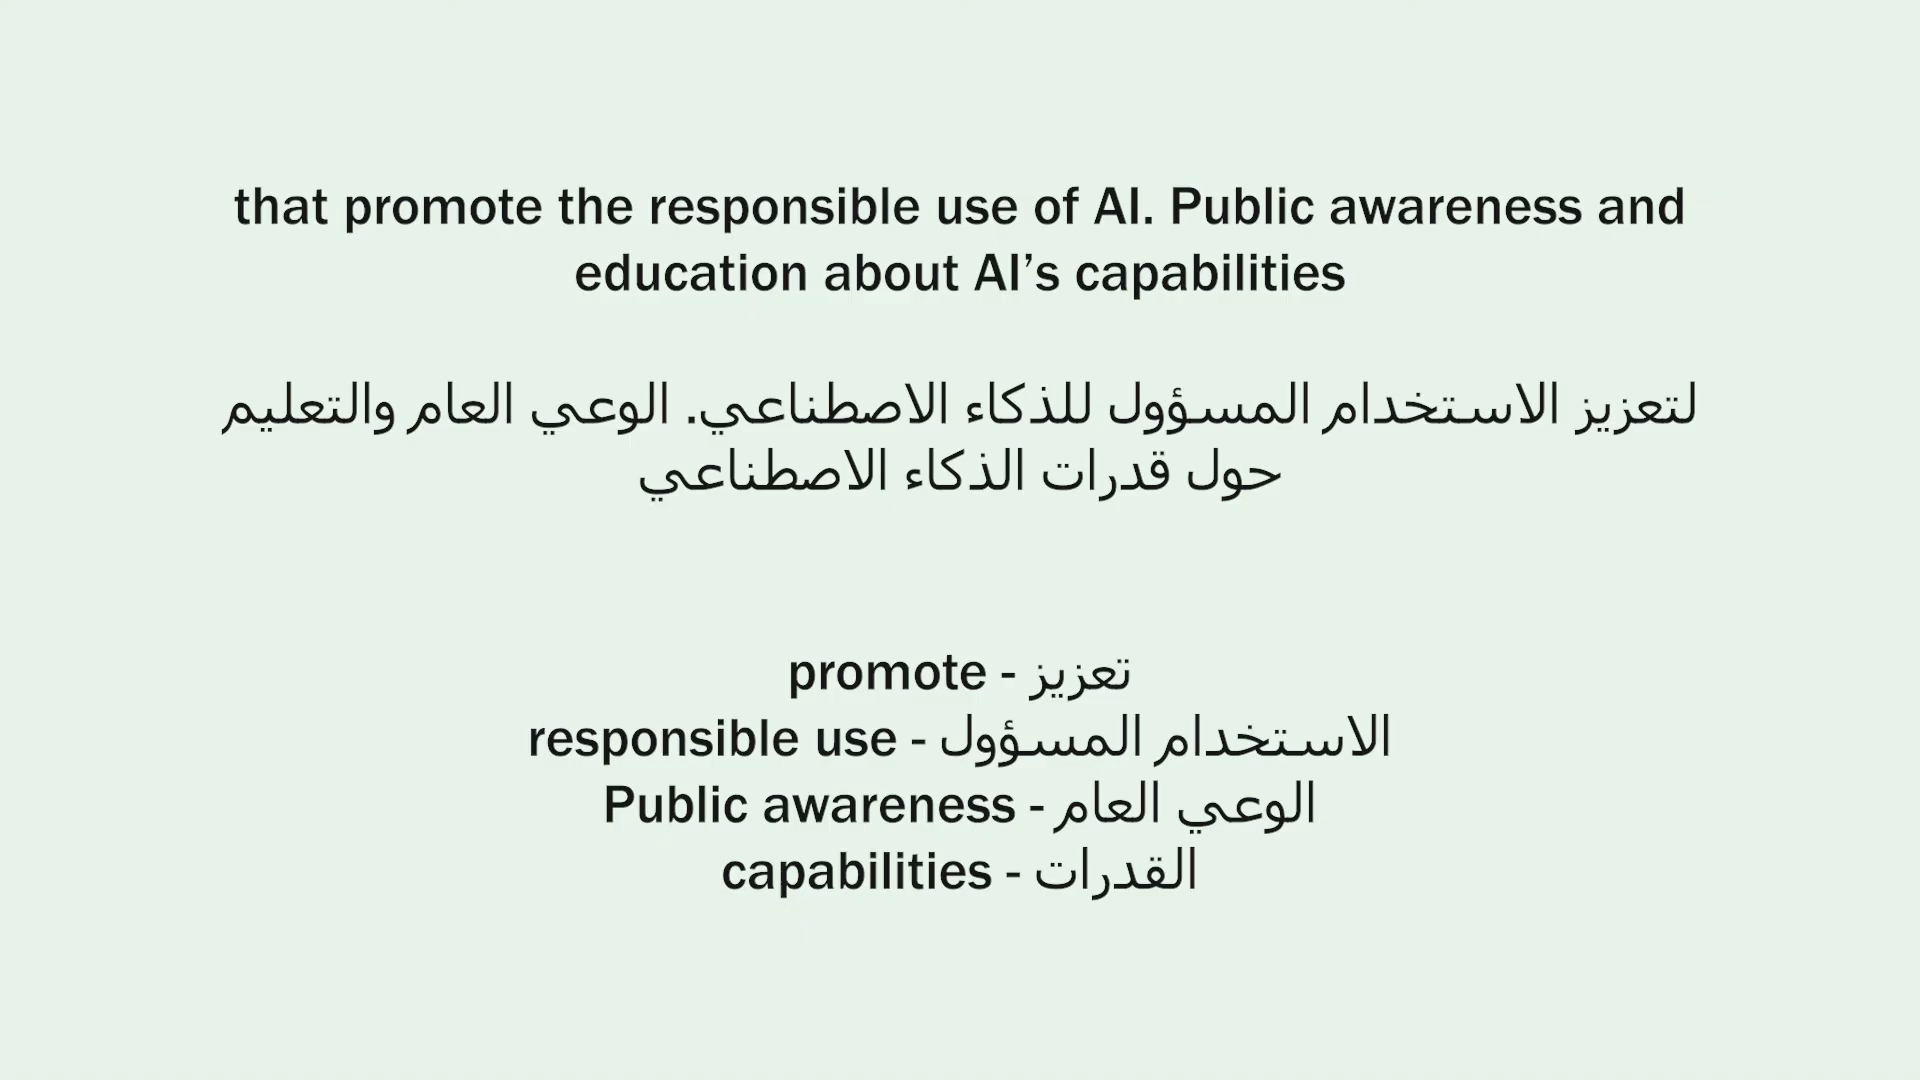 that promote the responsible use of AI. Public awareness and
education about AI’s capabilities
لتعزيز الاستخدام المسؤول للذكاء الاصطناعي. الوعي العام والتعليم
حول قدرات الذكاء الاصطناعي
promote - تعزيز
responsible use - الاستخدام المسؤول
Public awareness - الوعي العام
capabilities - القدرات